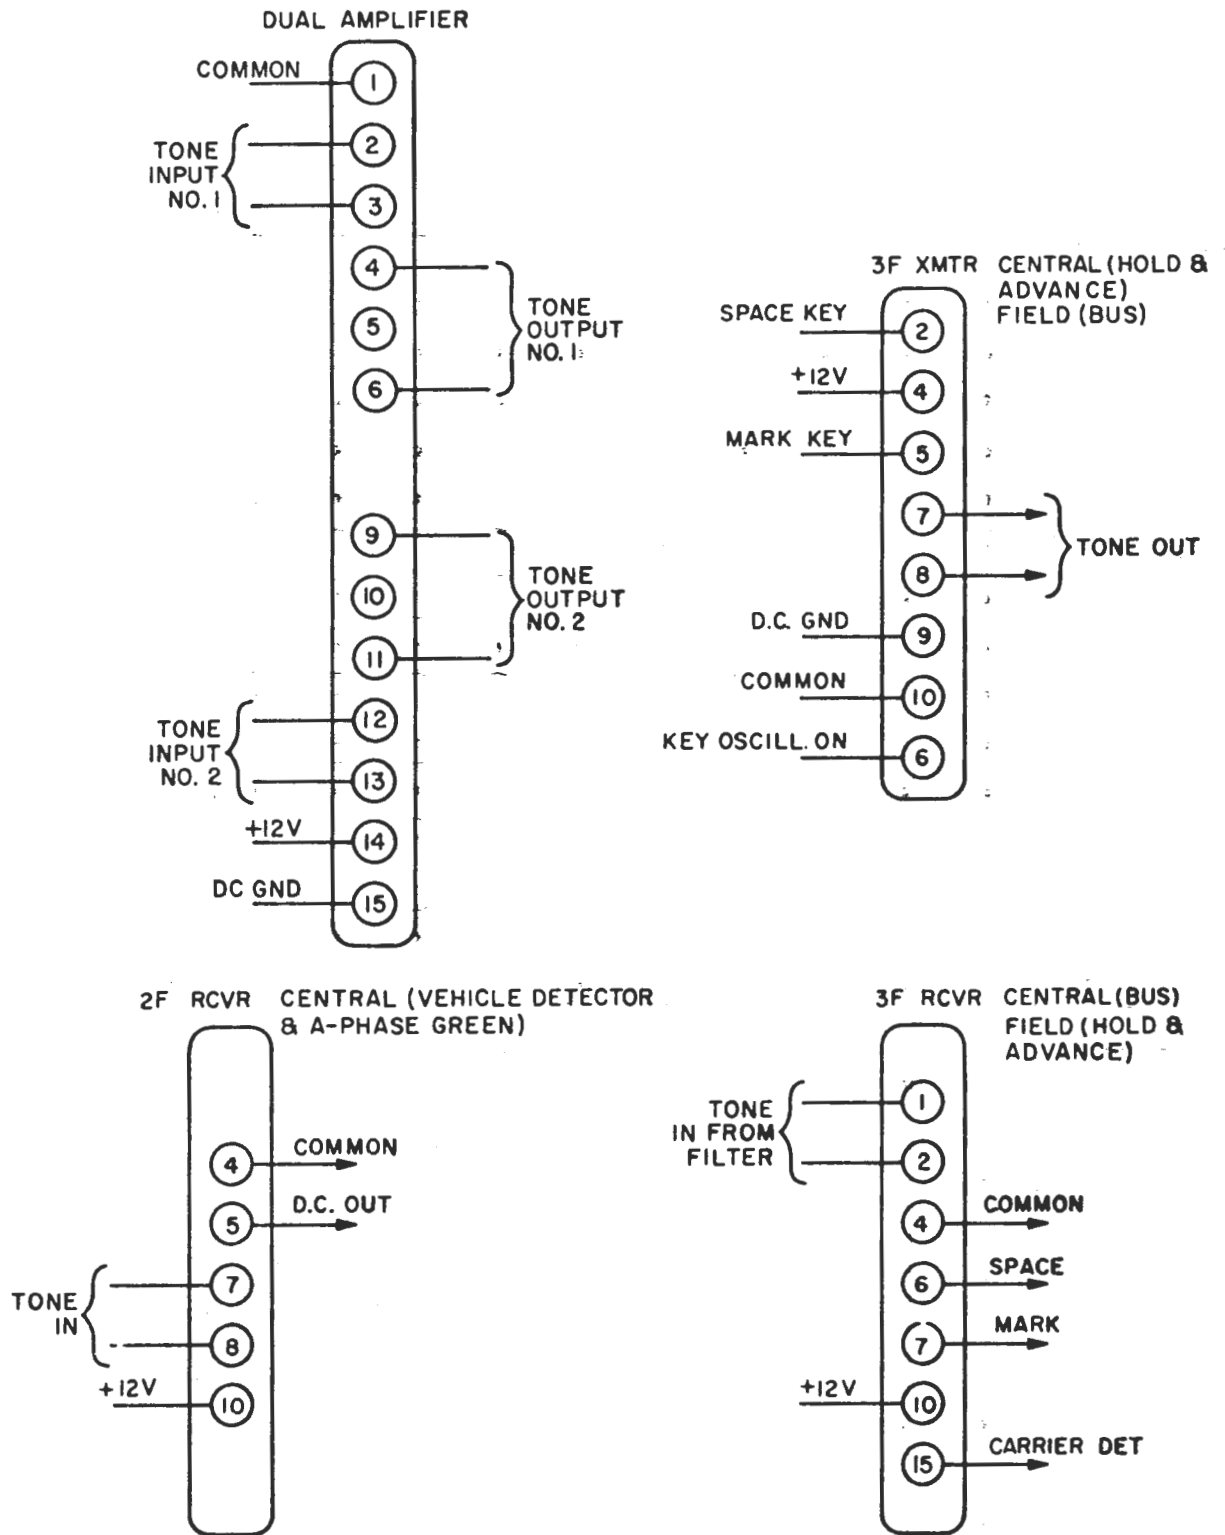 DUAL AMPLIFIER
COMMON
1
2
TONE
INPUT
NO. 1
3
4
5
TONE
OUTPUT
NO. 1
6
9
10
TONE
OUTPUT
NO. 2
11
12
TONE
INPUT
NO. 2
13
+12V
14
DC GND
15
3F XMTR CENTRAL (HOLD &
ADVANCE)
FIELD (BUS)
SPACE KEY
2
+12V
4
MARK KEY
5
7
TONE OUT
8
D.C. GND
9
COMMON
10
KEY OSCILL. ON
6
2F RCVR CENTRAL (VEHICLE DETECTOR
& A-PHASE GREEN)
4
COMMON
5
D.C. OUT
7
TONE
IN
8
+12V
10
3F RCVR CENTRAL (BUS)
FIELD (HOLD &
ADVANCE)
1
TONE
IN FROM
FILTER
2
4
COMMON
6
SPACE
7
MARK
+12V
10
15
CARRIER DET